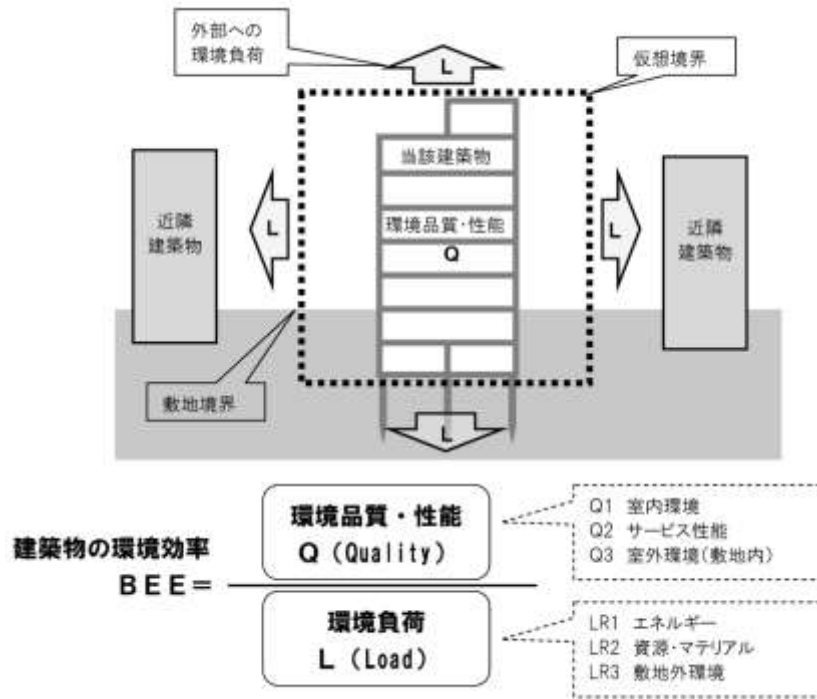 外部への
環境負荷
L
仮想境界
当該建築物
近隣
建築物
L
環境品質・性能
Q
L
近隣
建築物
敷地境界
L
環境品質・性能
Q（Quality）
建築物の環境効率
BEE＝
環境負荷
L（Load）
Q1 室内環境
Q2 サービス性能
Q3 室外環境（敷地内）
LR1 エネルギー
LR2 資源・マテリアル
LR3 敷地外環境